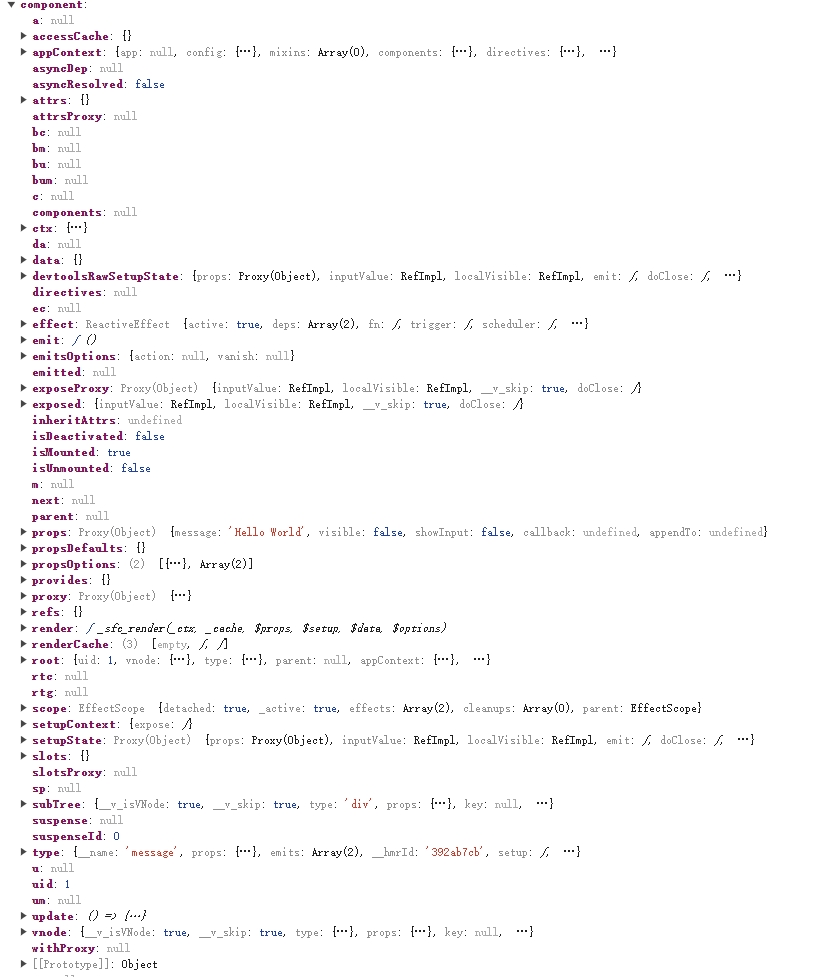 component:
a: null
accessCache: {}
appContext: {app: null, config: {…}, mixins: Array(0), components: {…}, directives: {…}, …}
asyncDep: null
asyncResolved: false
attrs: {}
attrsProxy: null
bc: null
bm: null
bu: null
bum: null
c: null
components: null
ctx: {…}
da: null
data: {}
devtoolsRawSetupState: {props: Proxy(Object), inputValue: RefImpl, localVisible: RefImpl, emit: ƒ, doClose: ƒ, …}
directives: null
ec: null
effect: ReactiveEffect {active: true, deps: Array(2), fn: ƒ, trigger: ƒ, scheduler: ƒ, …}
emit: ƒ ()
emitsOptions: {action: null, vanish: null}
emitted: null
exposeProxy: Proxy(Object) {inputValue: RefImpl, localVisible: RefImpl, __v_skip: true, doClose: ƒ}
exposed: {inputValue: RefImpl, localVisible: RefImpl, __v_skip: true, doClose: ƒ}
inheritAttrs: undefined
isDeactivated: false
isMounted: true
isUnmounted: false
m: null
next: null
parent: null
props: Proxy(Object) {message: 'Hello World', visible: false, showInput: false, callback: undefined, appendTo: undefined}
propsDefaults: {}
propsOptions: (2) [{…}, Array(2)]
provides: {}
proxy: Proxy(Object) {…}
refs: {}
render: ƒ _sfc_render(_ctx, _cache, $props, $setup, $data, $options)
renderCache: (3) [empty, ƒ, ƒ]
root: {uid: 1, vnode: {…}, type: {…}, parent: null, appContext: {…}, …}
rtc: null
rtg: null
scope: EffectScope {detached: true, _active: true, effects: Array(2), cleanups: Array(0), parent: EffectScope}
setupContext: {expose: ƒ}
setupState: Proxy(Object) {props: Proxy(Object), inputValue: RefImpl, localVisible: RefImpl, emit: ƒ, doClose: ƒ, …}
slots: {}
slotsProxy: null
sp: null
subTree: {__v_isVNode: true, __v_skip: true, type: 'div', props: {…}, key: null, …}
suspense: null
suspenseId: 0
type: {__name: 'message', props: {…}, emits: Array(2), __hmrId: '392ab7cb', setup: ƒ, …}
u: null
uid: 1
um: null
update: () => {…}
vnode: {__v_isVNode: true, __v_skip: true, type: {…}, props: {…}, key: null, …}
withProxy: null
[[Prototype]]: Object